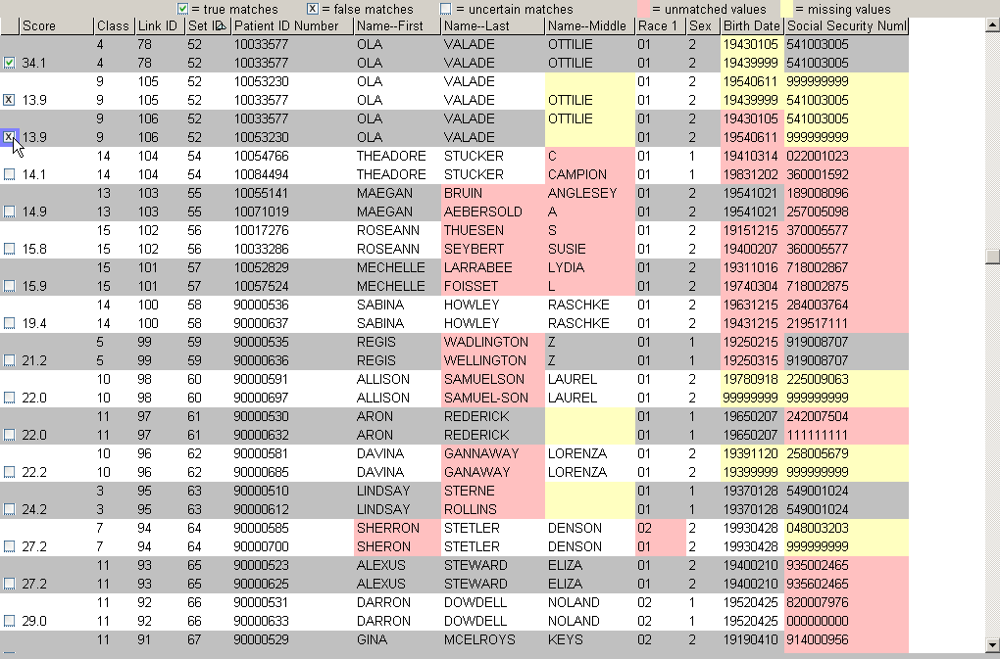 = true matches X = false matches = uncertain matches = unmatched values = missing values
Score Class Link ID Set ID Patient ID Number Name--First Name--Last Name--Middle Race 1 Sex Birth Date Social Security Numl
4 78 52 10033577 OLA VALADE OTTILIE 01 2 19430105 541003005
34.1 4 78 52 10033577 OLA VALADE OTTILIE 01 2 19439999 541003005
9 105 52 10053230 OLA VALADE 01 2 19540611 999999999
X 13.9 9 105 52 10033577 OLA VALADE OTTILIE 01 2 19439999 541003005
9 106 52 10033577 OLA VALADE OTTILIE 01 2 19430105 541003005
X 13.9 9 106 52 10053230 OLA VALADE 01 2 19540611 999999999
14 104 54 10054766 THEADORE STUCKER C 01 1 19410314 022001023
14.1 14 104 54 10084494 THEADORE STUCKER CAMPION 01 1 19831202 360001592
13 103 55 10055141 MAEGAN BRUIN ANGLESEY 01 2 19541021 189008096
14.9 13 103 55 10071019 MAEGAN AEBERSOLD A 01 2 19541021 257005098
15 102 56 10017276 ROSEANN THUESEN S 01 2 19151215 370005577
15.8 15 102 56 10033286 ROSEANN SEYBERT SUSIE 01 2 19400207 360005577
15 101 57 10052829 MECHELLE LARRABEE LYDIA 01 2 19311016 718002867
15.9 15 101 57 10057524 MECHELLE FOISSET L 01 2 19740304 718002875
14 100 58 90000536 SABINA HOWLEY RASCHKE 01 2 19631215 284003764
19.4 14 100 58 90000637 SABINA HOWLEY RASCHKE 01 2 19431215 219517111
5 99 59 90000535 REGIS WADLINGTON Z 01 1 19250215 919008707
21.2 5 99 59 90000636 REGIS WELLINGTON Z 01 1 19250315 919008707
10 98 60 90000591 ALLISON SAMUELSON LAUREL 01 2 19780918 225009063
22.0 10 98 60 90000697 ALLISON SAMUEL-SON LAUREL 01 2 99999999 999999999
11 97 61 90000530 ARON REDERICK 01 1 19650207 242007504
22.0 11 97 61 90000632 ARON REDERICK 01 1 19650207 111111111
10 96 62 90000581 DAVINA GANNAWAY LORENZA 01 2 19391120 258005679
22.2 10 96 62 90000685 DAVINA GANAWAY LORENZA 01 2 19399999 999999999
3 95 63 90000510 LINDSAY STERNE 01 1 19370128 549001024
24.2 3 95 63 90000612 LINDSAY ROLLINS 01 1 19370128 549001024
7 94 64 90000585 SHERRON STETLER DENSON 02 2 19930428 048003203
27.2 7 94 64 90000700 SHERON STETLER DENSON 01 2 19930428 999999999
11 93 65 90000523 ALEXUS STEWARD ELIZA 01 2 19400210 935002465
27.2 11 93 65 90000625 ALEXUS STEWARD ELIZA 01 2 19400210 935602465
11 92 66 90000531 DARRON DOWDELL NOLAND 02 1 19520425 820007976
29.0 11 92 66 90000633 DARRON DOWDELL NOLAND 02 1 19520425 000000000
11 91 67 90000529 GINA MCELROYS KEYS 02 2 19190410 914000956